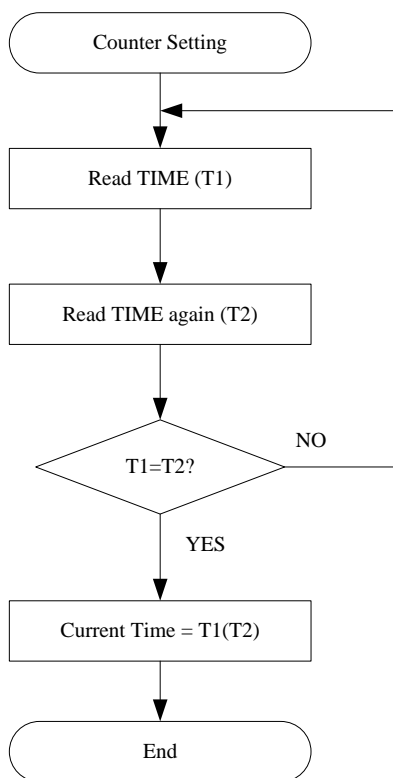 Counter Setting
Read TIME (T1)
Read TIME again (T2)
T1=T2?
NO
YES
Current Time = T1(T2)
End